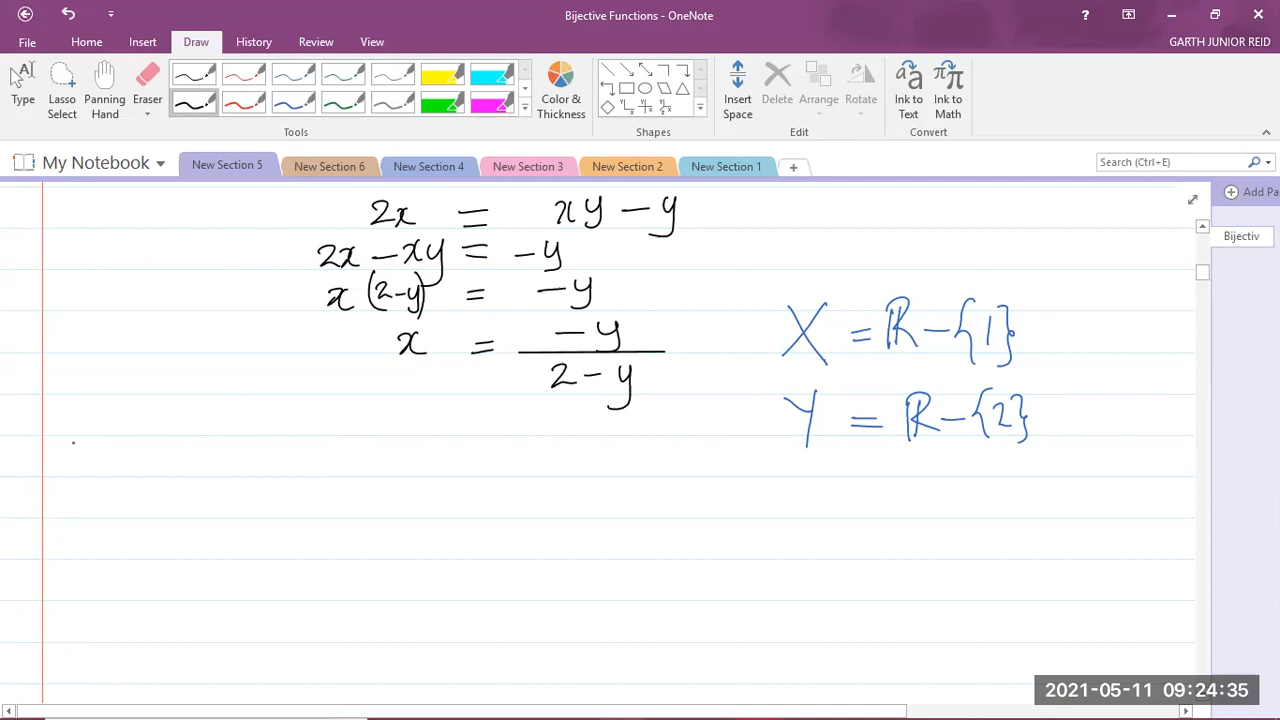 Bijective Functions - OneNote
File Home Insert Draw History Review View
GARTH JUNIOR REID
Type
Lasso Select
Panning Hand
Eraser
Color & Thickness
Insert Space
Delete
Arrange
Rotate
Ink to Text
Ink to Math
Tools
Shapes
Edit
Convert
My Notebook
New Section 5 New Section 6 New Section 4 New Section 3 New Section 2 New Section 1
Search (Ctrl+E)
Add Pa
Bijectiv
2x = xy - y
2x - xy = -y
x(2-y) = -y
x = -y / 2 - y
X = ℝ - {1}
Y = ℝ - {2}
2021-05-11 09:24:35